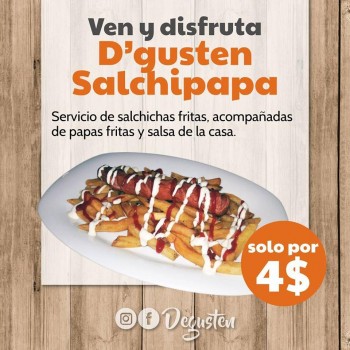 Ven y disfruta
D'gusten
Salchipapa
Servicio de salchichas fritas, acompañadas
de papas fritas y salsa de la casa.
solo por
4$
Degusten